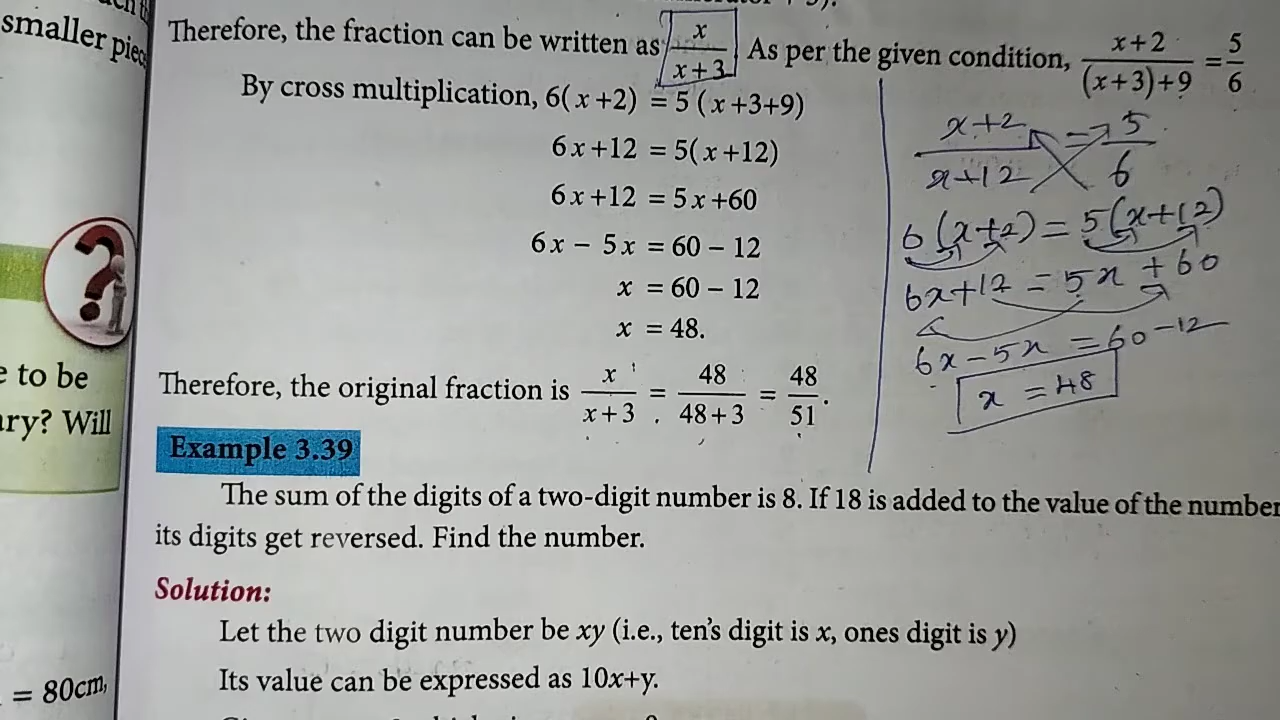 smaller pie
Therefore, the fraction can be written as x/(x+3) As per the given condition, (x+2)/((x+3)+9) = 5/6
By cross multiplication, 6(x+2) = 5(x+3+9)
6x+12 = 5(x+12)
6x+12 = 5x+60
6x − 5x = 60 − 12
x = 60 − 12
x = 48.
Therefore, the original fraction is x/(x+3) = 48/(48+3) = 48/51.
(x+2)/(x+12) = 5/6
6(x+2) = 5(x+12)
6x+12 = 5x+60
6x−5x = 60−12
x = 48
?
e to be
ry? Will
Example 3.39
The sum of the digits of a two-digit number is 8. If 18 is added to the value of the number
its digits get reversed. Find the number.
Solution:
Let the two digit number be xy (i.e., ten's digit is x, ones digit is y)
Its value can be expressed as 10x+y.
= 80cm,